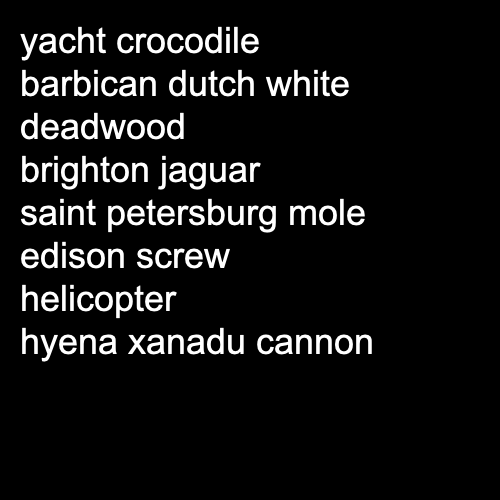 yacht crocodile
barbican dutch white
deadwood
brighton jaguar
saint petersburg mole
edison screw
helicopter
hyena xanadu cannon